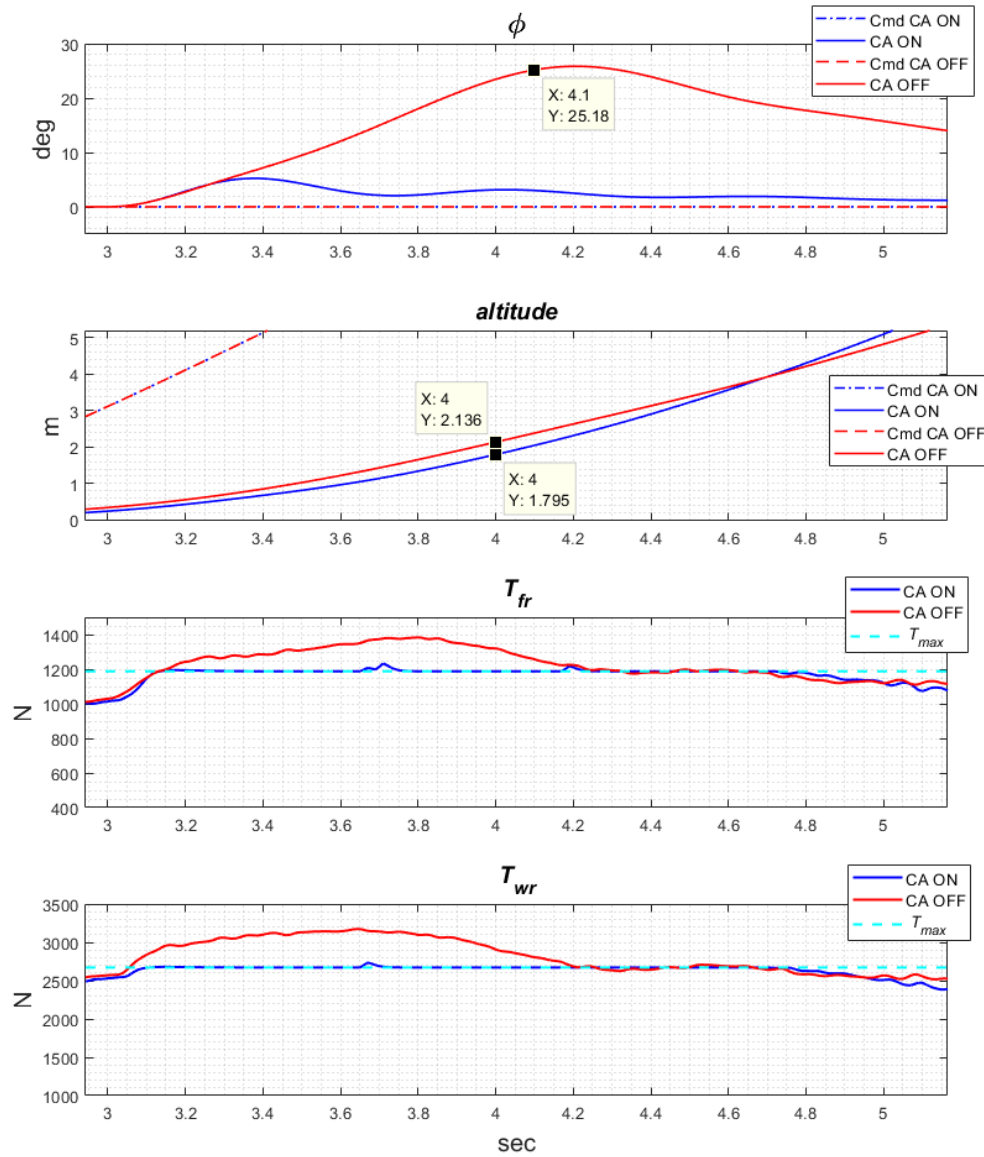 ϕ
Cmd CA ON
CA ON
Cmd CA OFF
CA OFF
30
20
10
0
deg
X: 4.1
Y: 25.18
3 3.2 3.4 3.6 3.8 4 4.2 4.4 4.6 4.8 5
altitude
5
4
3
2
1
0
m
X: 4
Y: 2.136
X: 4
Y: 1.795
Cmd CA ON
CA ON
Cmd CA OFF
CA OFF
3 3.2 3.4 3.6 3.8 4 4.2 4.4 4.6 4.8 5
T_fr
CA ON
CA OFF
T_max
1400
1200
1000
800
600
400
N
3 3.2 3.4 3.6 3.8 4 4.2 4.4 4.6 4.8 5
T_wr
CA ON
CA OFF
T_max
3500
3000
2500
2000
1500
1000
N
3 3.2 3.4 3.6 3.8 4 4.2 4.4 4.6 4.8 5
sec